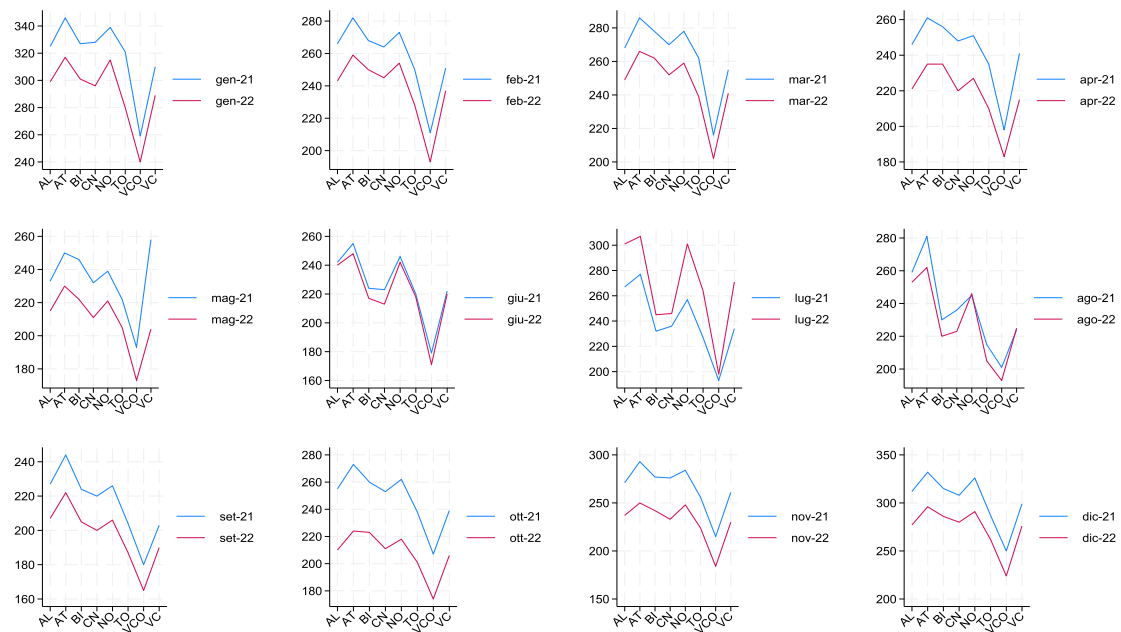 340
320
300
280
260
240
AL AT BI CN NO TO VCO VC
gen-21
gen-22
280
260
240
220
200
AL AT BI CN NO TO VCO VC
feb-21
feb-22
280
260
240
220
200
AL AT BI CN NO TO VCO VC
mar-21
mar-22
260
240
220
200
180
AL AT BI CN NO TO VCO VC
apr-21
apr-22
260
240
220
200
180
AL AT BI CN NO TO VCO VC
mag-21
mag-22
260
240
220
200
180
160
AL AT BI CN NO TO VCO VC
giu-21
giu-22
300
280
260
240
220
200
AL AT BI CN NO TO VCO VC
lug-21
lug-22
280
260
240
220
200
AL AT BI CN NO TO VCO VC
ago-21
ago-22
240
220
200
180
160
AL AT BI CN NO TO VCO VC
set-21
set-22
280
260
240
220
200
180
AL AT BI CN NO TO VCO VC
ott-21
ott-22
300
250
200
150
AL AT BI CN NO TO VCO VC
nov-21
nov-22
350
300
250
200
AL AT BI CN NO TO VCO VC
dic-21
dic-22